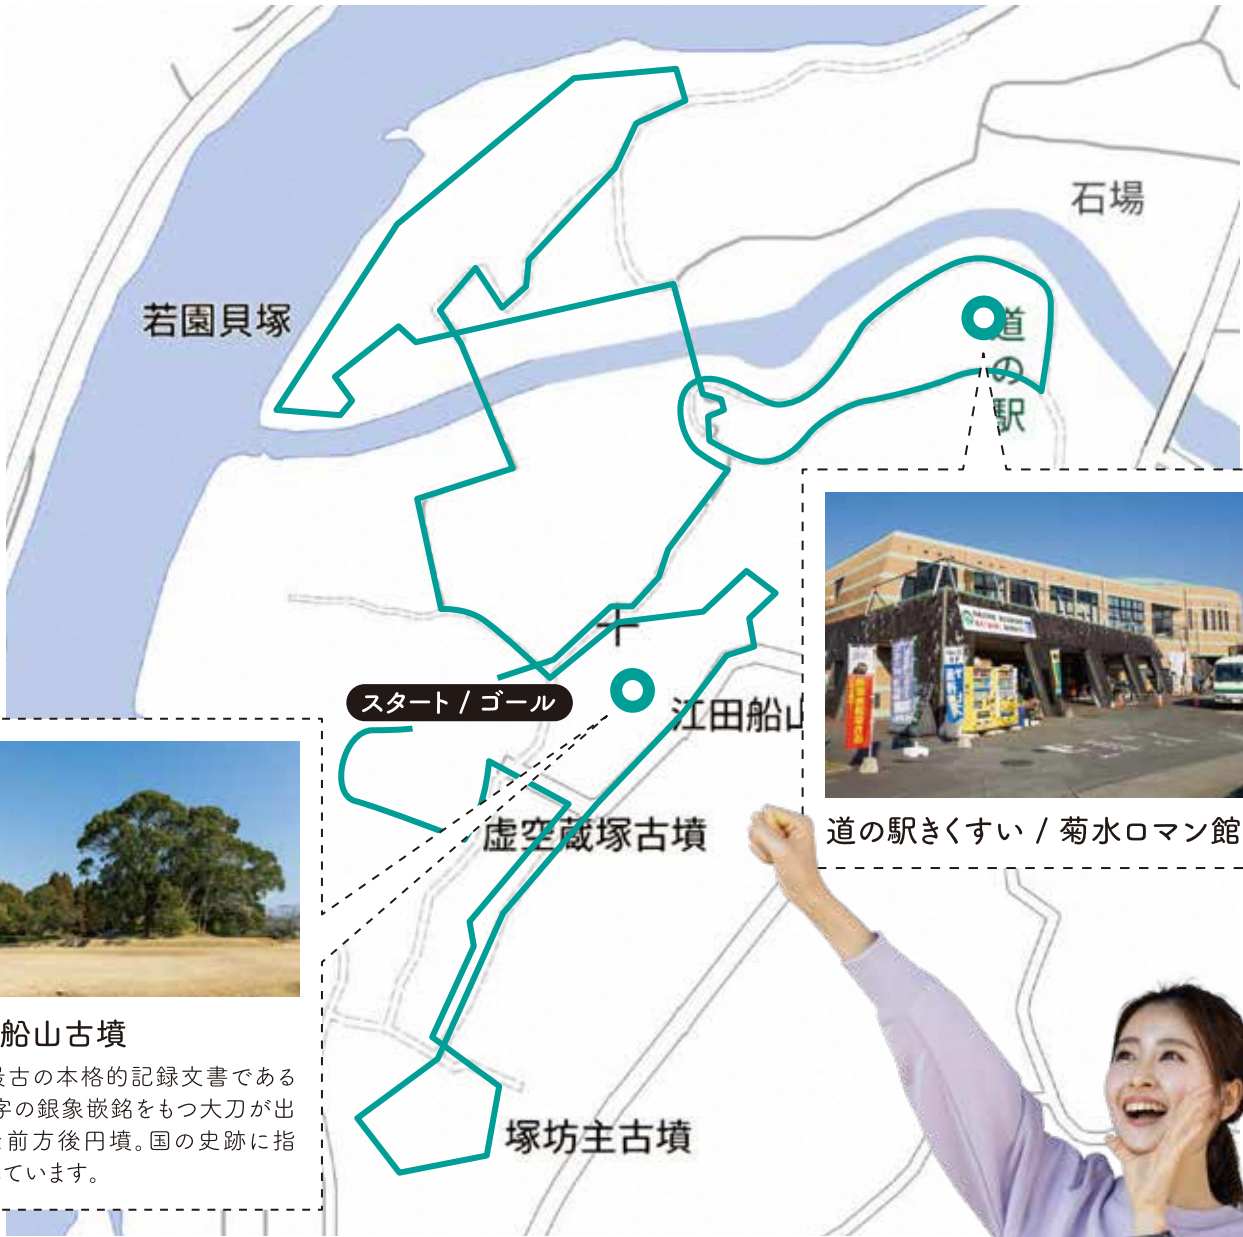 石場
若園貝塚
道の駅
スタート / ゴール
江田船山
虚空蔵塚古墳
道の駅きくすい / 菊水ロマン館
船山古墳
最古の本格的記録文書である
字の銀象嵌銘をもつ大刀が出
前方後円墳。国の史跡に指
ています。
塚坊主古墳